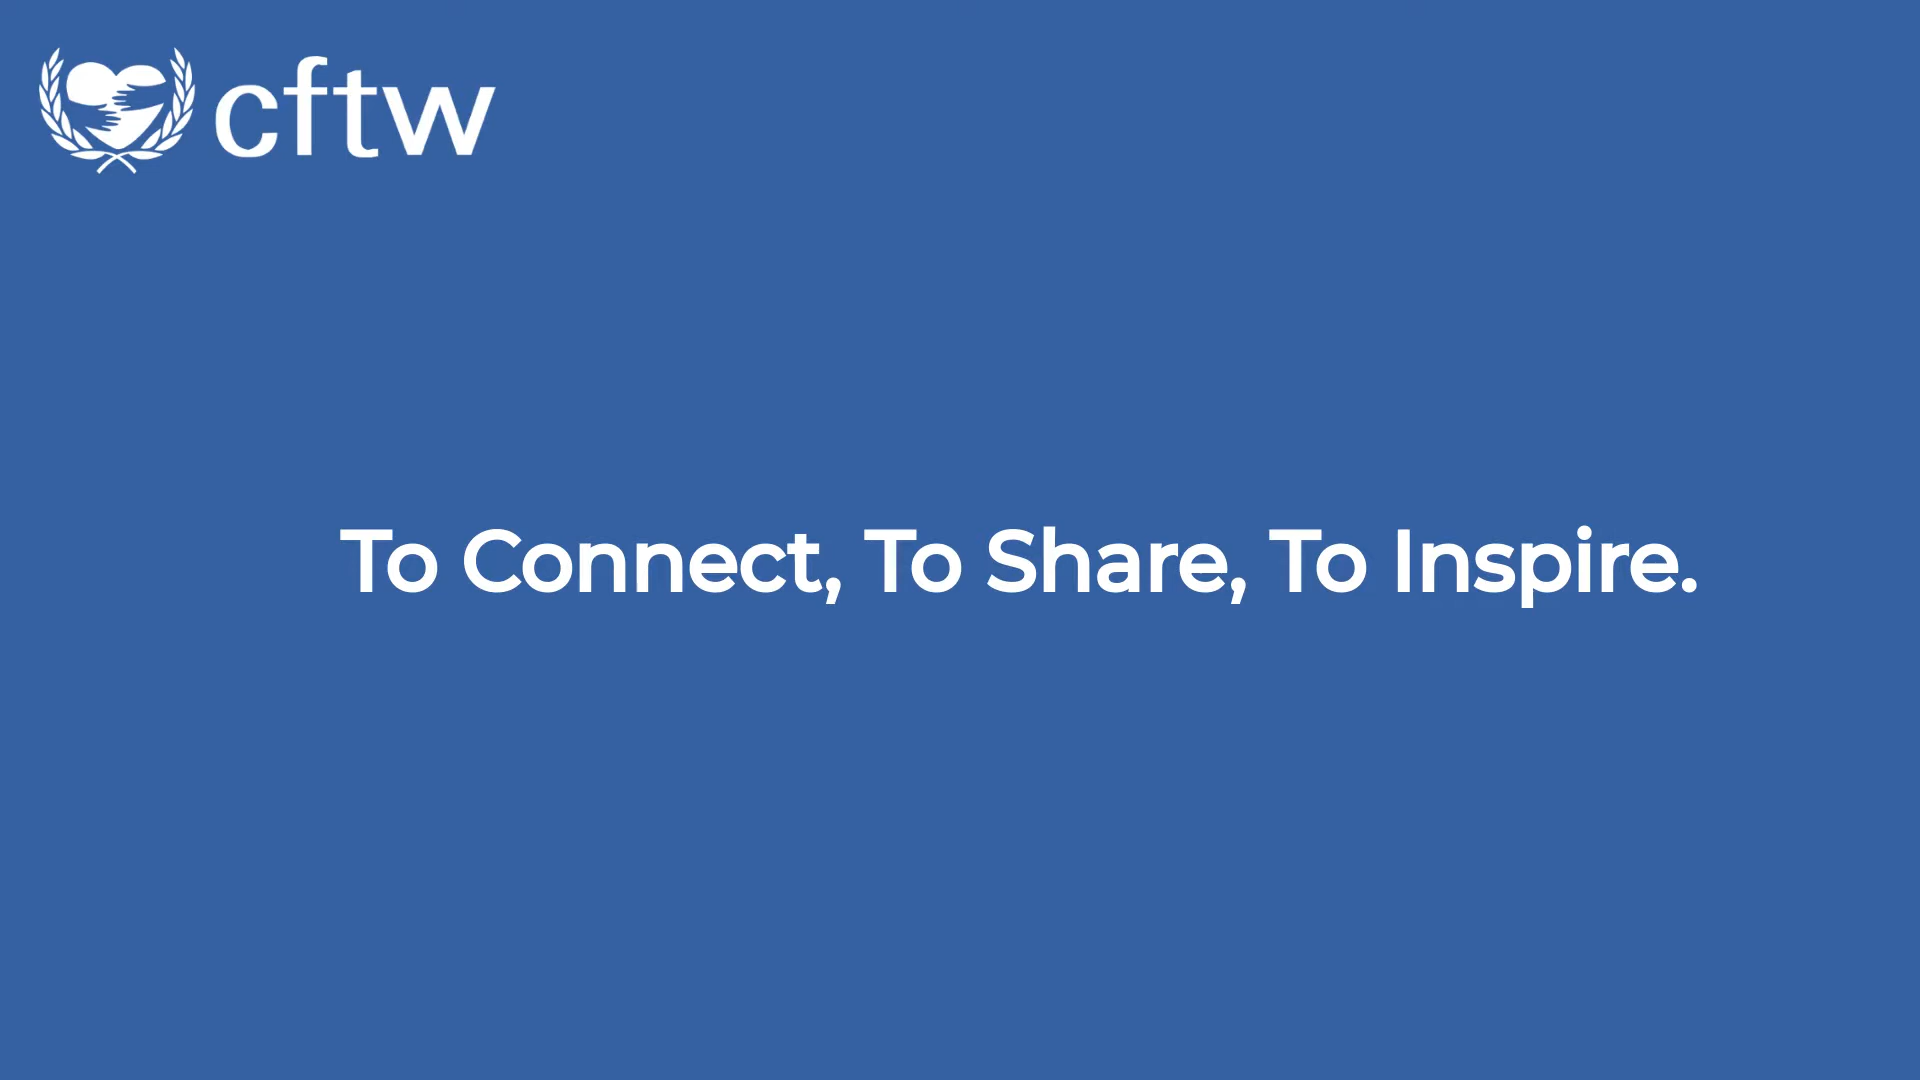 cftw
To Connect, To Share, To Inspire.